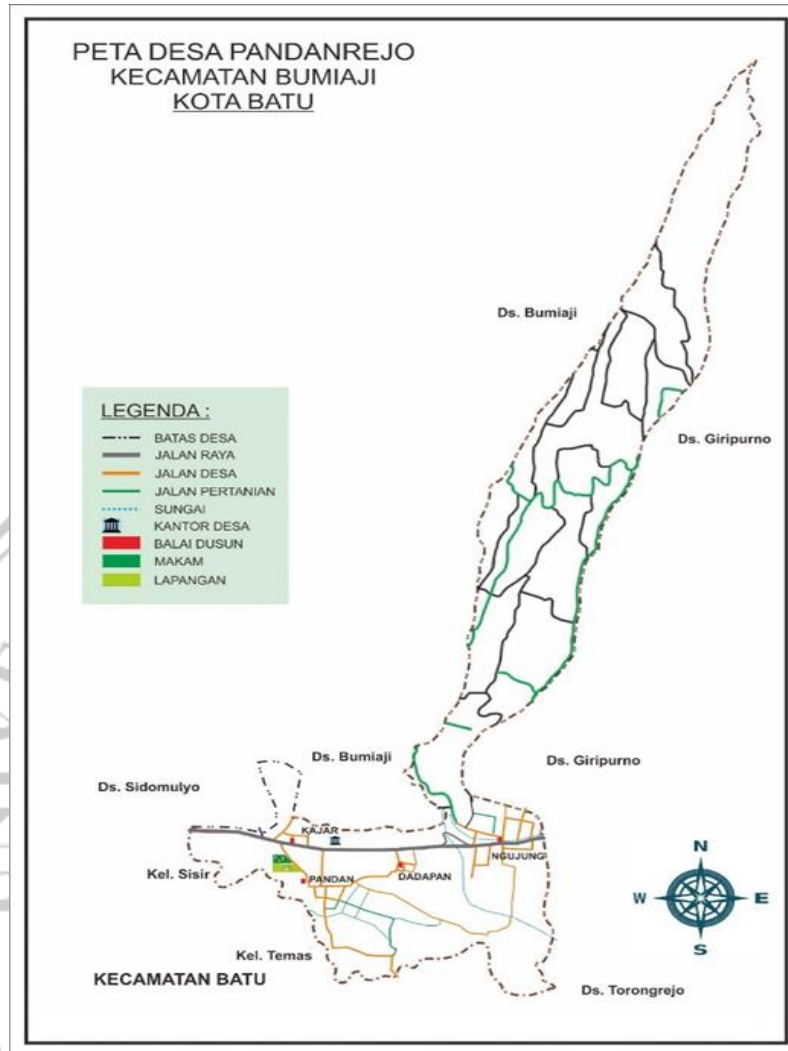 PETA DESA PANDANREJO
KECAMATAN BUMIAJI
KOTA BATU
Ds. Bumiaji
Ds. Giripurno
LEGENDA :
BATAS DESA
JALAN RAYA
JALAN DESA
JALAN PERTANIAN
SUNGAI
KANTOR DESA
BALAI DUSUN
MAKAM
LAPANGAN
Ds. Bumiaji
Ds. Giripurno
Ds. Sidomulyo
KAJAR
NGUJUNG
Kel. Sisir
PANDAN
DADAPAN
Kel. Temas
KECAMATAN BATU
Ds. Torongrejo
N
W
E
S